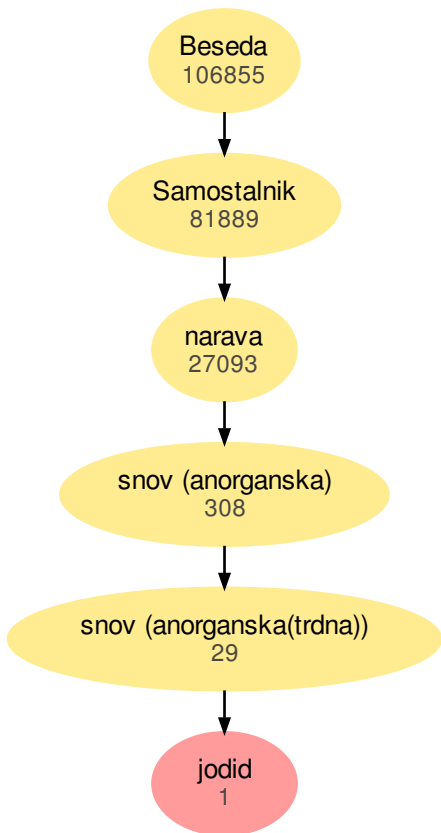 Beseda
106855
Samostalnik
81889
narava
27093
snov (anorganska)
308
snov (anorganska(trdna))
29
jodid
1